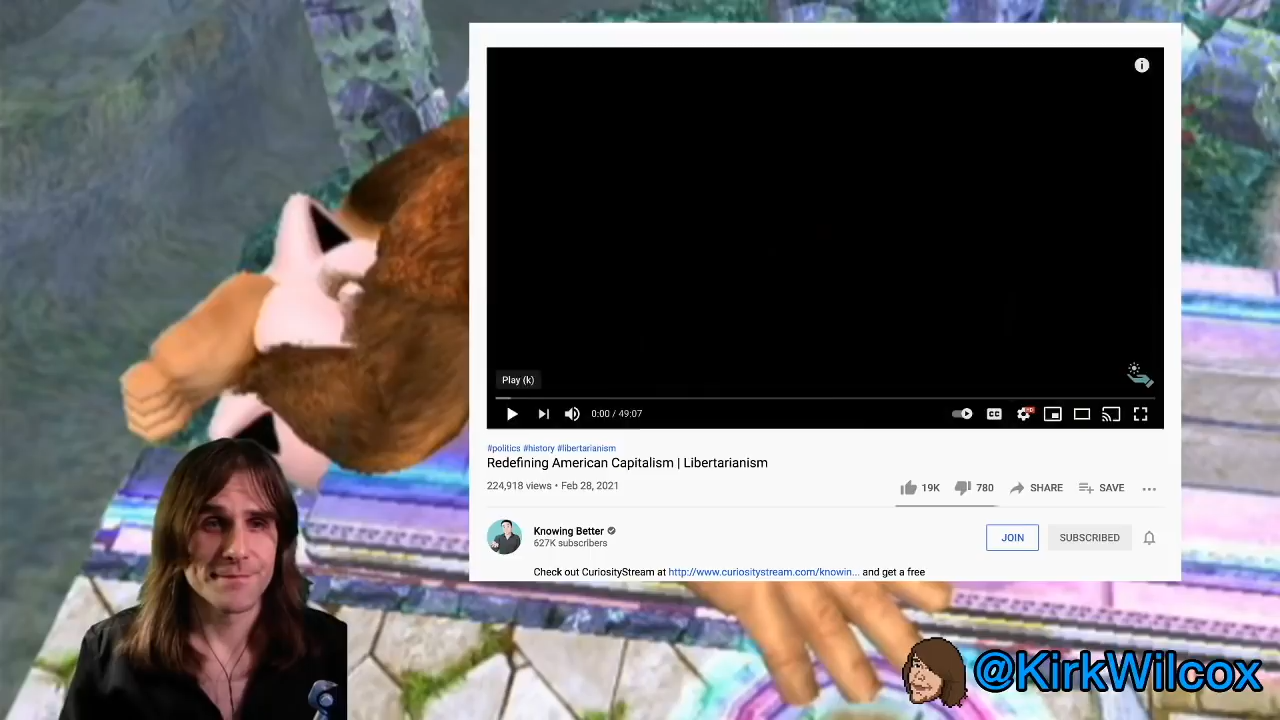 Play (k)
0:00 / 49:07
CC
HD
#politics #history #libertarianism
Redefining American Capitalism | Libertarianism
224,918 views • Feb 28, 2021
19K 780 SHARE SAVE
Knowing Better
627K subscribers
JOIN SUBSCRIBED
Check out CuriosityStream at http://www.curiositystream.com/knowin... and get a free
@KirkWilcox